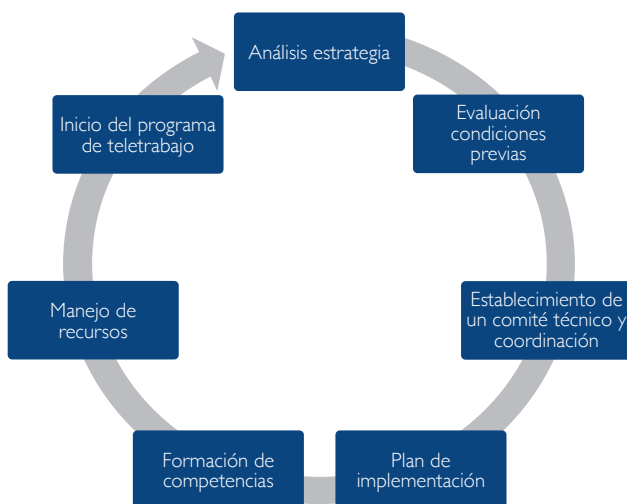 Análisis estrategia
Evaluación
condiciones
previas
Establecimiento de
un comité técnico y
coordinación
Plan de
implementación
Formación de
competencias
Manejo de
recursos
Inicio del programa
de teletrabajo